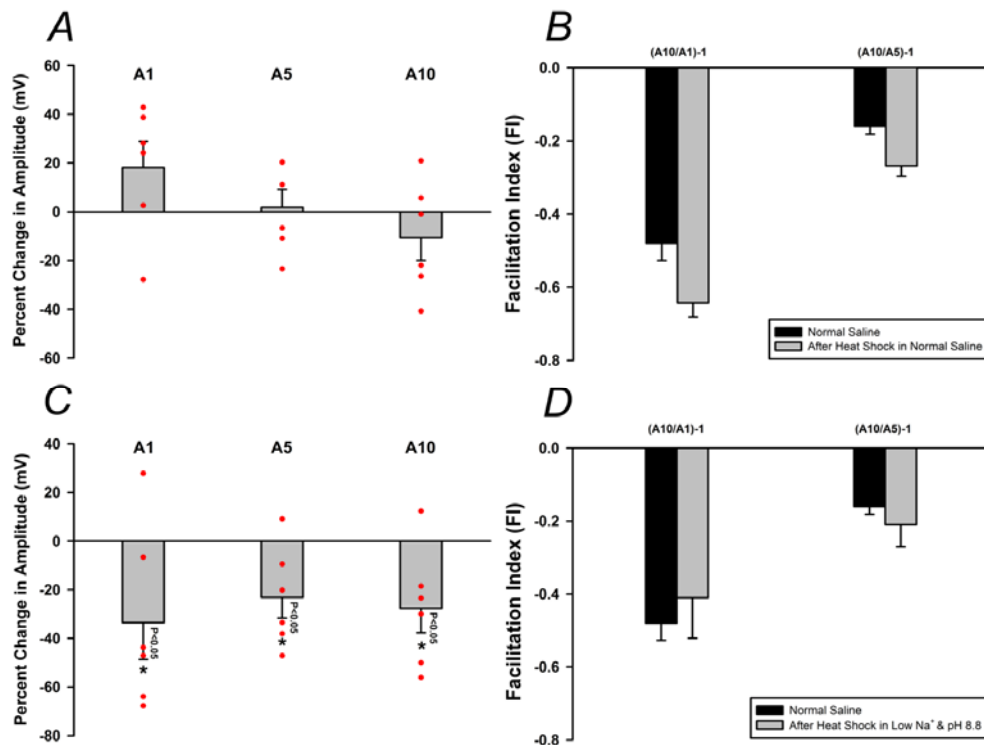 A
A1 A5 A10
Percent Change in Amplitude (mV)
60
40
20
0
-20
-40
-60
B
(A10/A1)-1 (A10/A5)-1
Facilitation Index (FI)
0.0
-0.2
-0.4
-0.6
-0.8
Normal Saline
After Heat Shock in Normal Saline
C
A1 A5 A10
Percent Change in Amplitude (mV)
40
20
0
-20
-40
-60
-80
P<0.05
*
P<0.05
*
P<0.05
*
D
(A10/A1)-1 (A10/A5)-1
Facilitation Index (FI)
0.0
-0.2
-0.4
-0.6
-0.8
Normal Saline
After Heat Shock in Low Na⁺ & pH 8.8